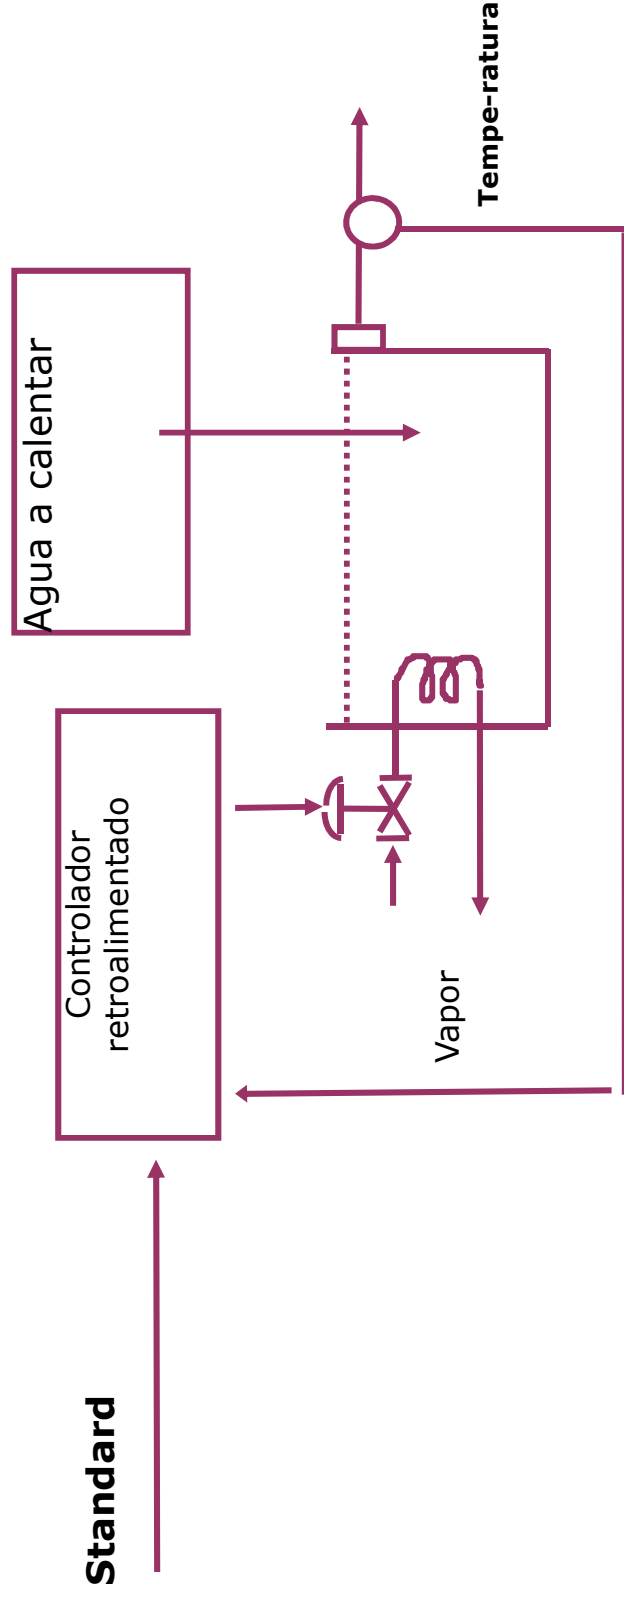 Standard
Controlador
retroalimentado
Agua a calentar
Vapor
Tempe-ratura